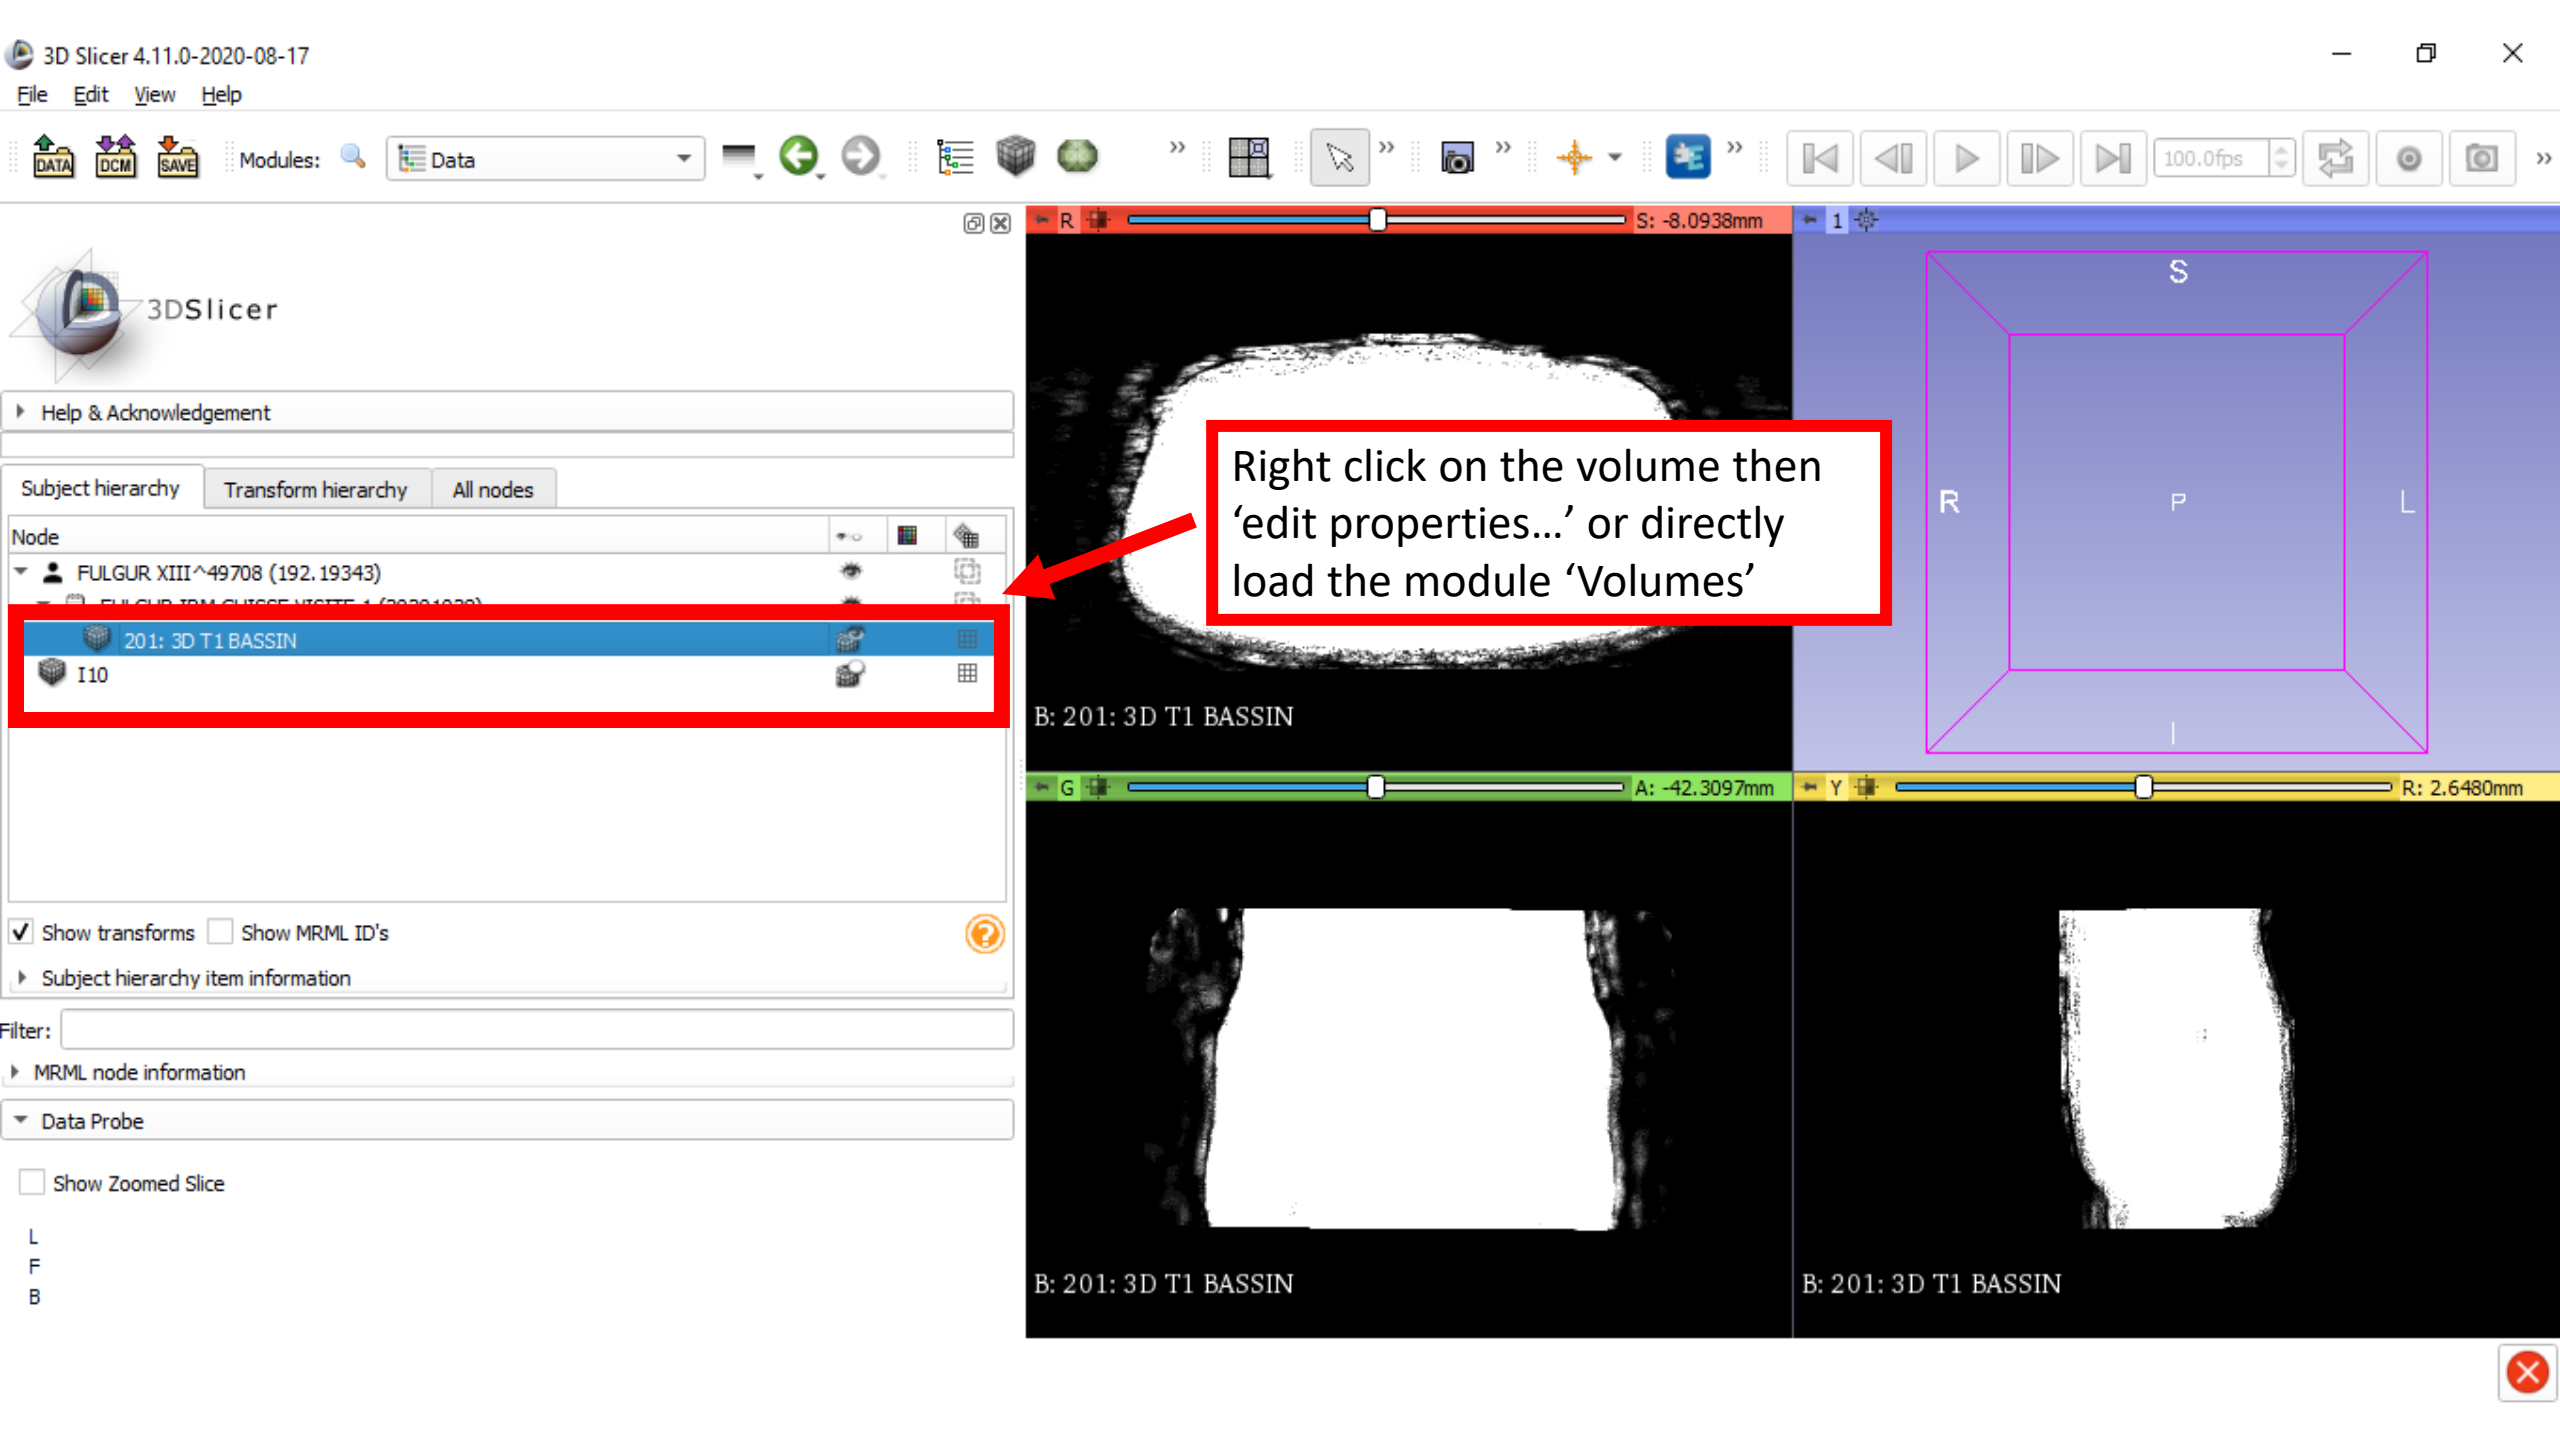 3D Slicer 4.11.0-2020-08-17
File Edit View Help
DATA DCM SAVE Modules: Data 100.0fps
R S: -8.0938mm 1
3DSlicer
S
Help & Acknowledgement
Right click on the volume then
‘edit properties…’ or directly
load the module ‘Volumes’
R P L
Subject hierarchy Transform hierarchy All nodes
Node
FULGUR XIII^49708 (192.19343)
201: 3D T1 BASSIN
I10
B: 201: 3D T1 BASSIN
I
G A: -42.3097mm Y R: 2.6480mm
Show transforms Show MRML ID's
Subject hierarchy item information
Filter:
MRML node information
Data Probe
Show Zoomed Slice
L
F
B
B: 201: 3D T1 BASSIN
B: 201: 3D T1 BASSIN